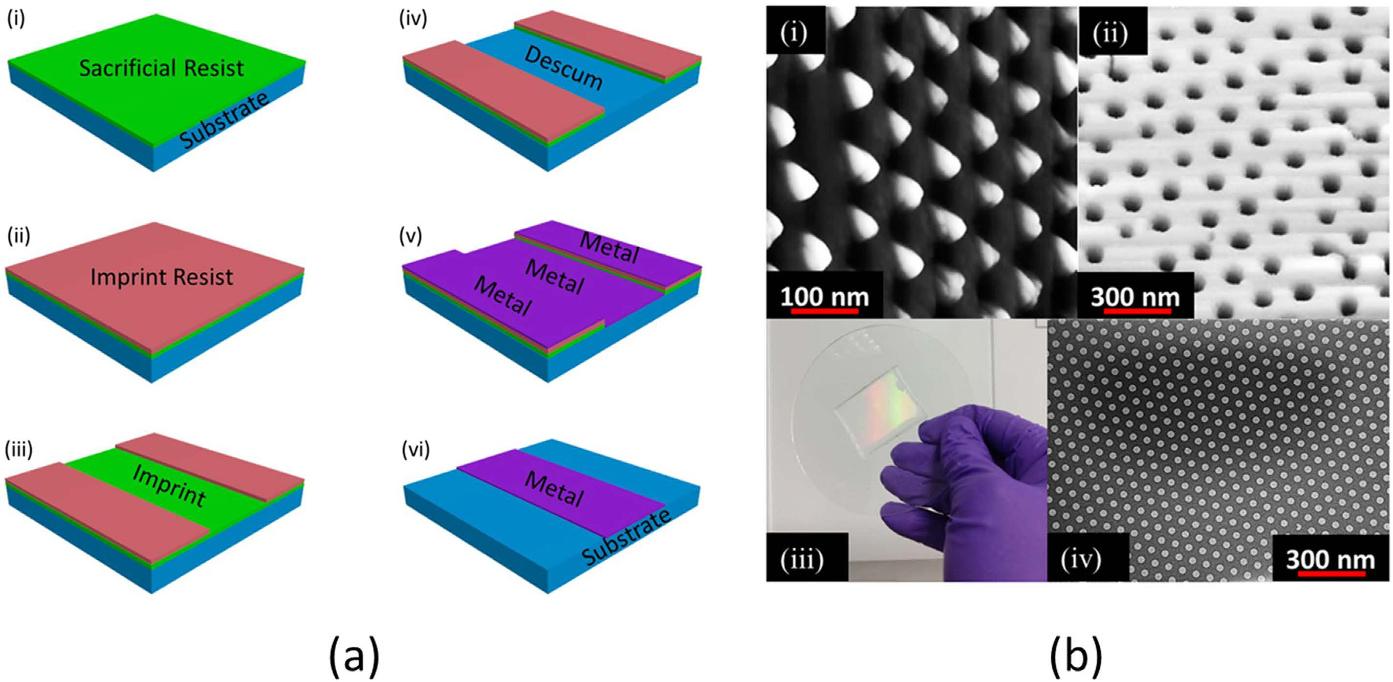 (i)
Sacrificial Resist
Substrate
(ii)
Imprint Resist
(iii)
Imprint
(iv)
Descum
(v)
Metal
Metal
Metal
(vi)
Metal
Substrate
(a)
(i)
100 nm
(ii)
300 nm
(iii)
(iv)
300 nm
(b)